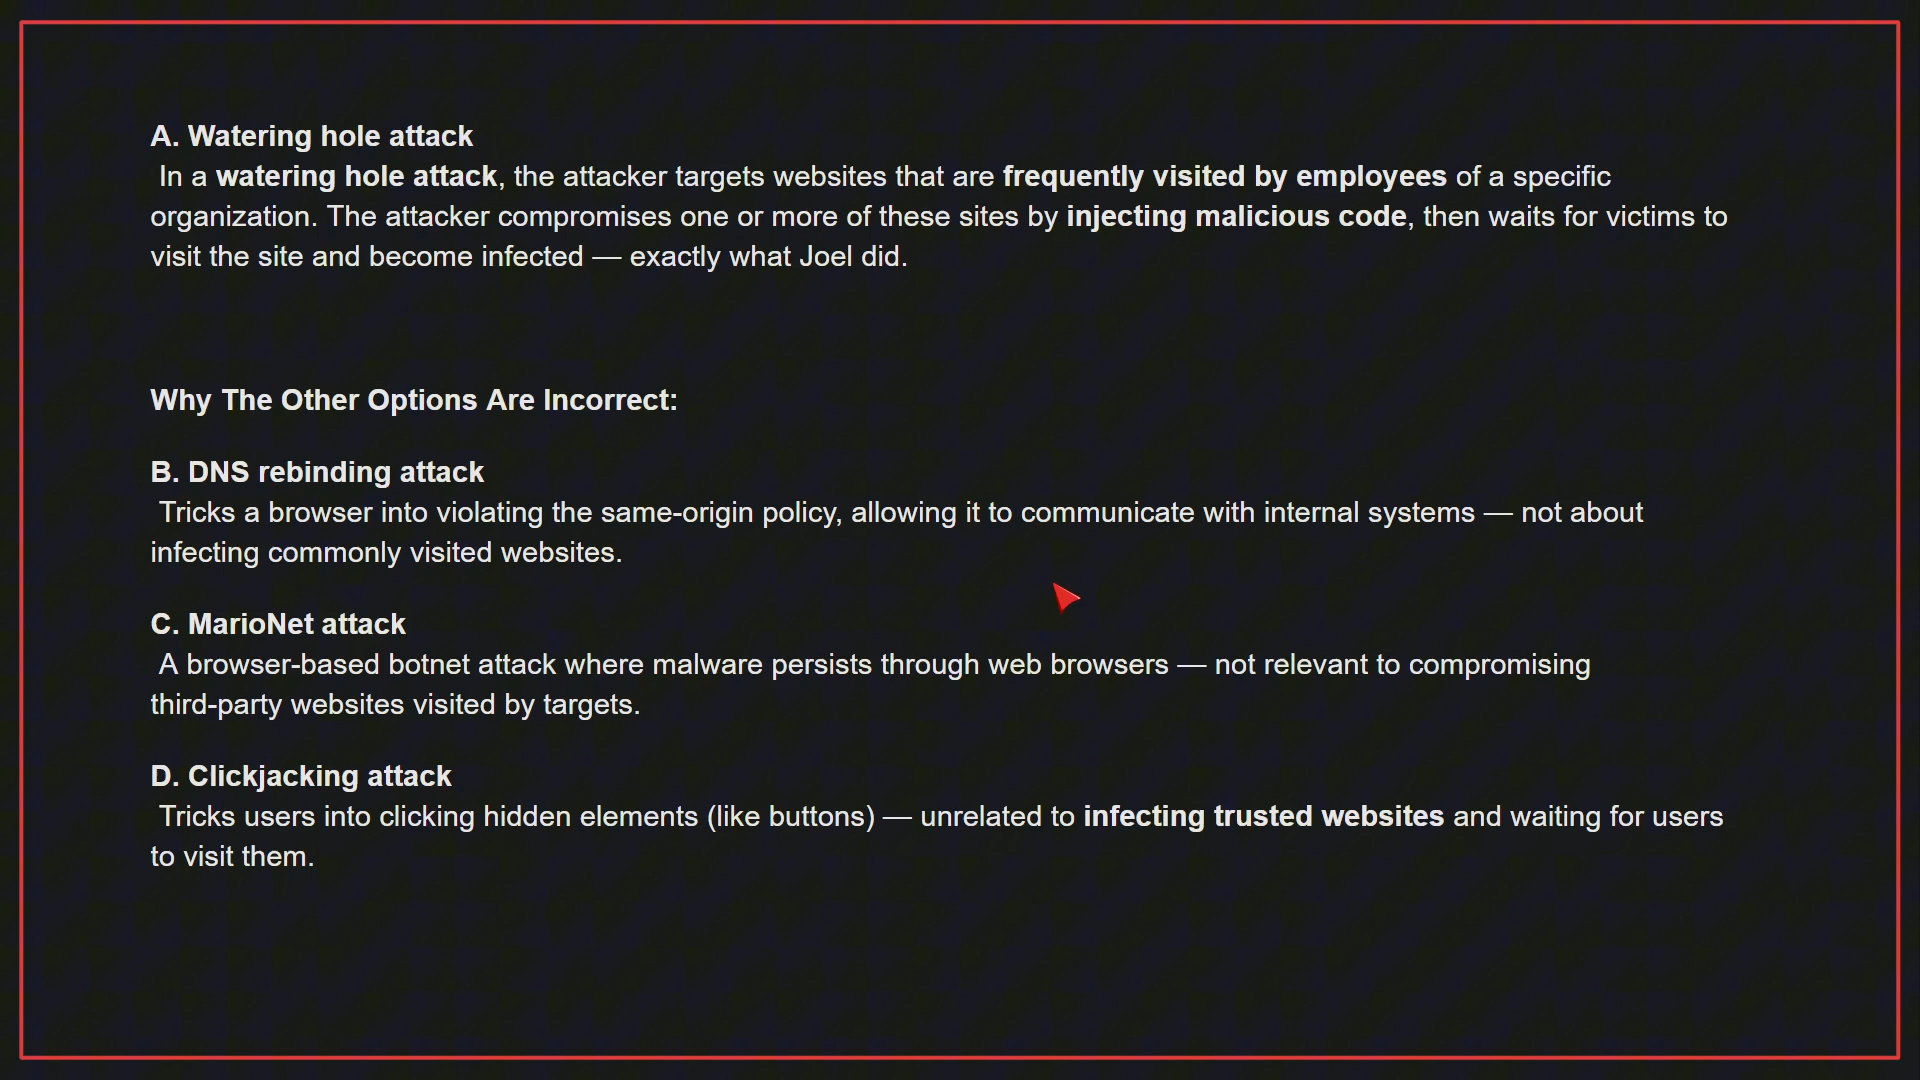 A. Watering hole attack
In a watering hole attack, the attacker targets websites that are frequently visited by employees of a specific
organization. The attacker compromises one or more of these sites by injecting malicious code, then waits for victims to
visit the site and become infected — exactly what Joel did.
Why The Other Options Are Incorrect:
B. DNS rebinding attack
Tricks a browser into violating the same-origin policy, allowing it to communicate with internal systems — not about
infecting commonly visited websites.
C. MarioNet attack
A browser-based botnet attack where malware persists through web browsers — not relevant to compromising
third-party websites visited by targets.
D. Clickjacking attack
Tricks users into clicking hidden elements (like buttons) — unrelated to infecting trusted websites and waiting for users
to visit them.